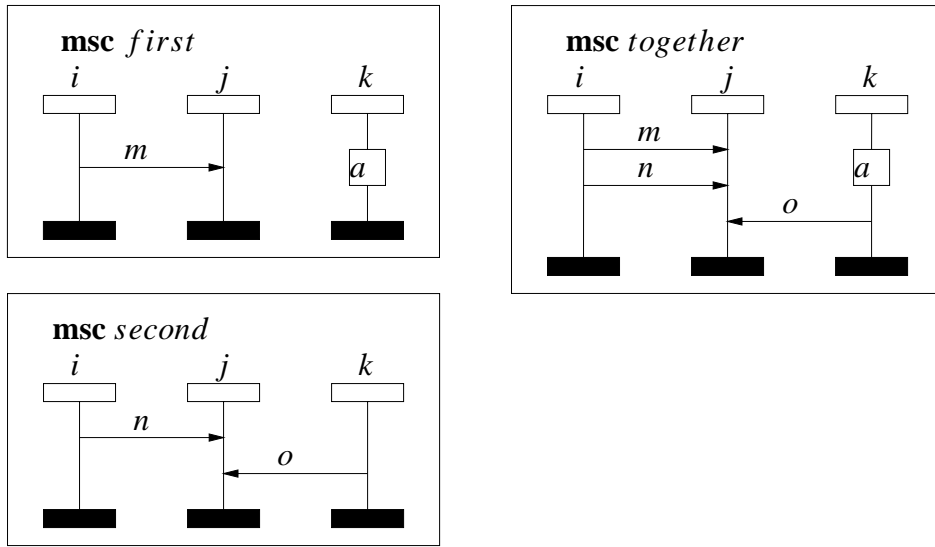 msc first
i j k
m
a
msc together
i j k
m
n
a
o
msc second
i j k
n
o